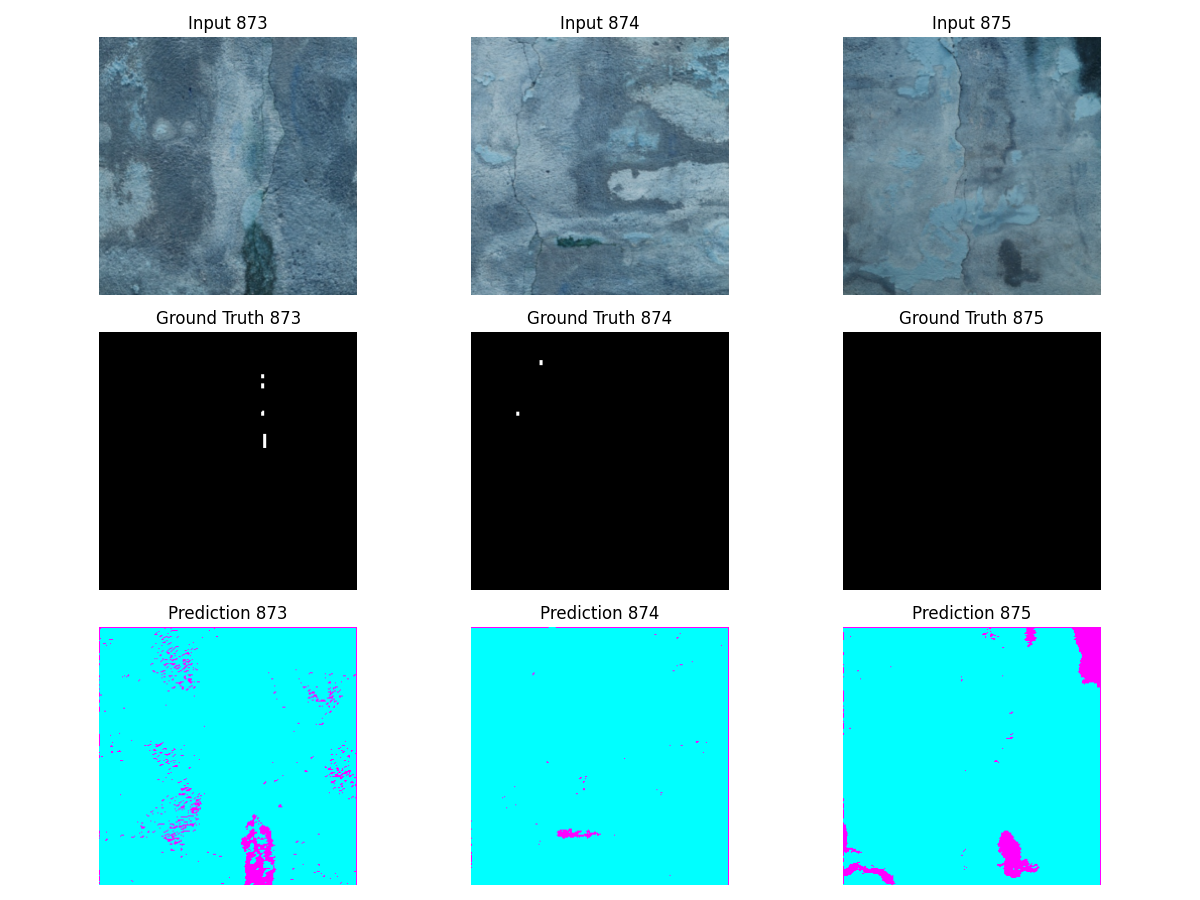 Input 873
Input 874
Input 875
Ground Truth 873
Ground Truth 874
Ground Truth 875
Prediction 873
Prediction 874
Prediction 875